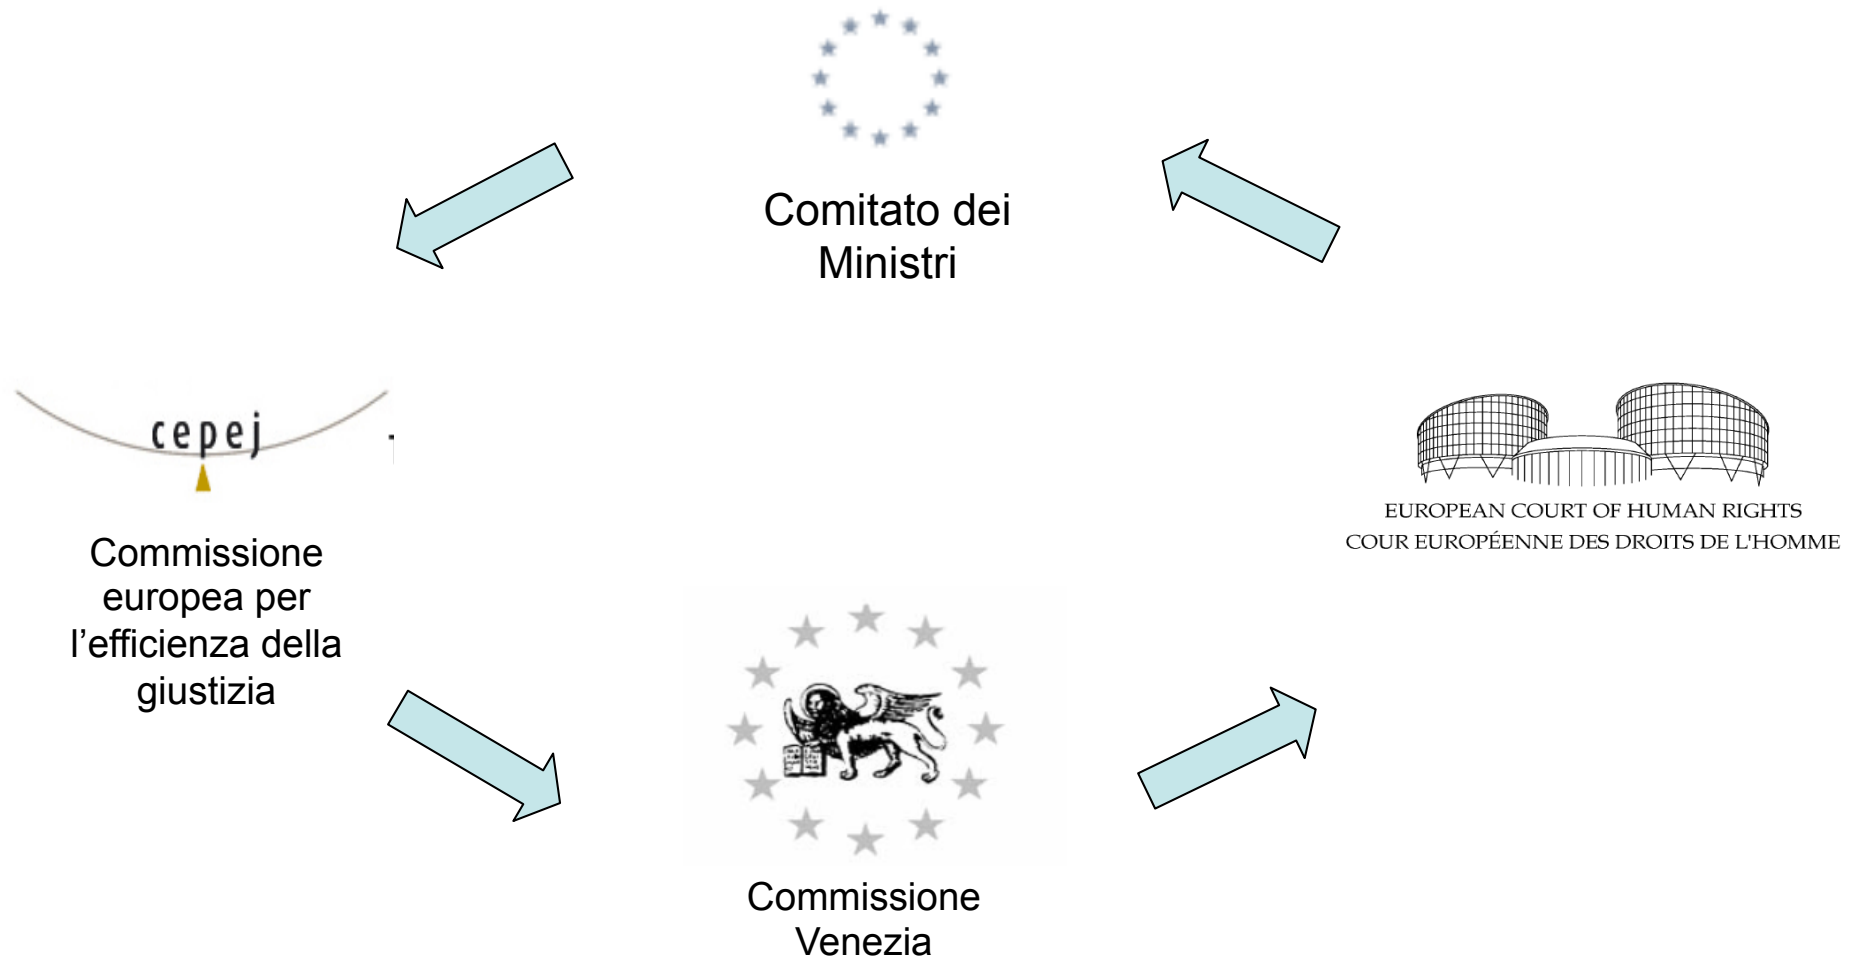 Comitato dei
Ministri
cepej
Commissione
europea per
l’efficienza della
giustizia
EUROPEAN COURT OF HUMAN RIGHTS
COUR EUROPÉENNE DES DROITS DE L'HOMME
Commissione
Venezia